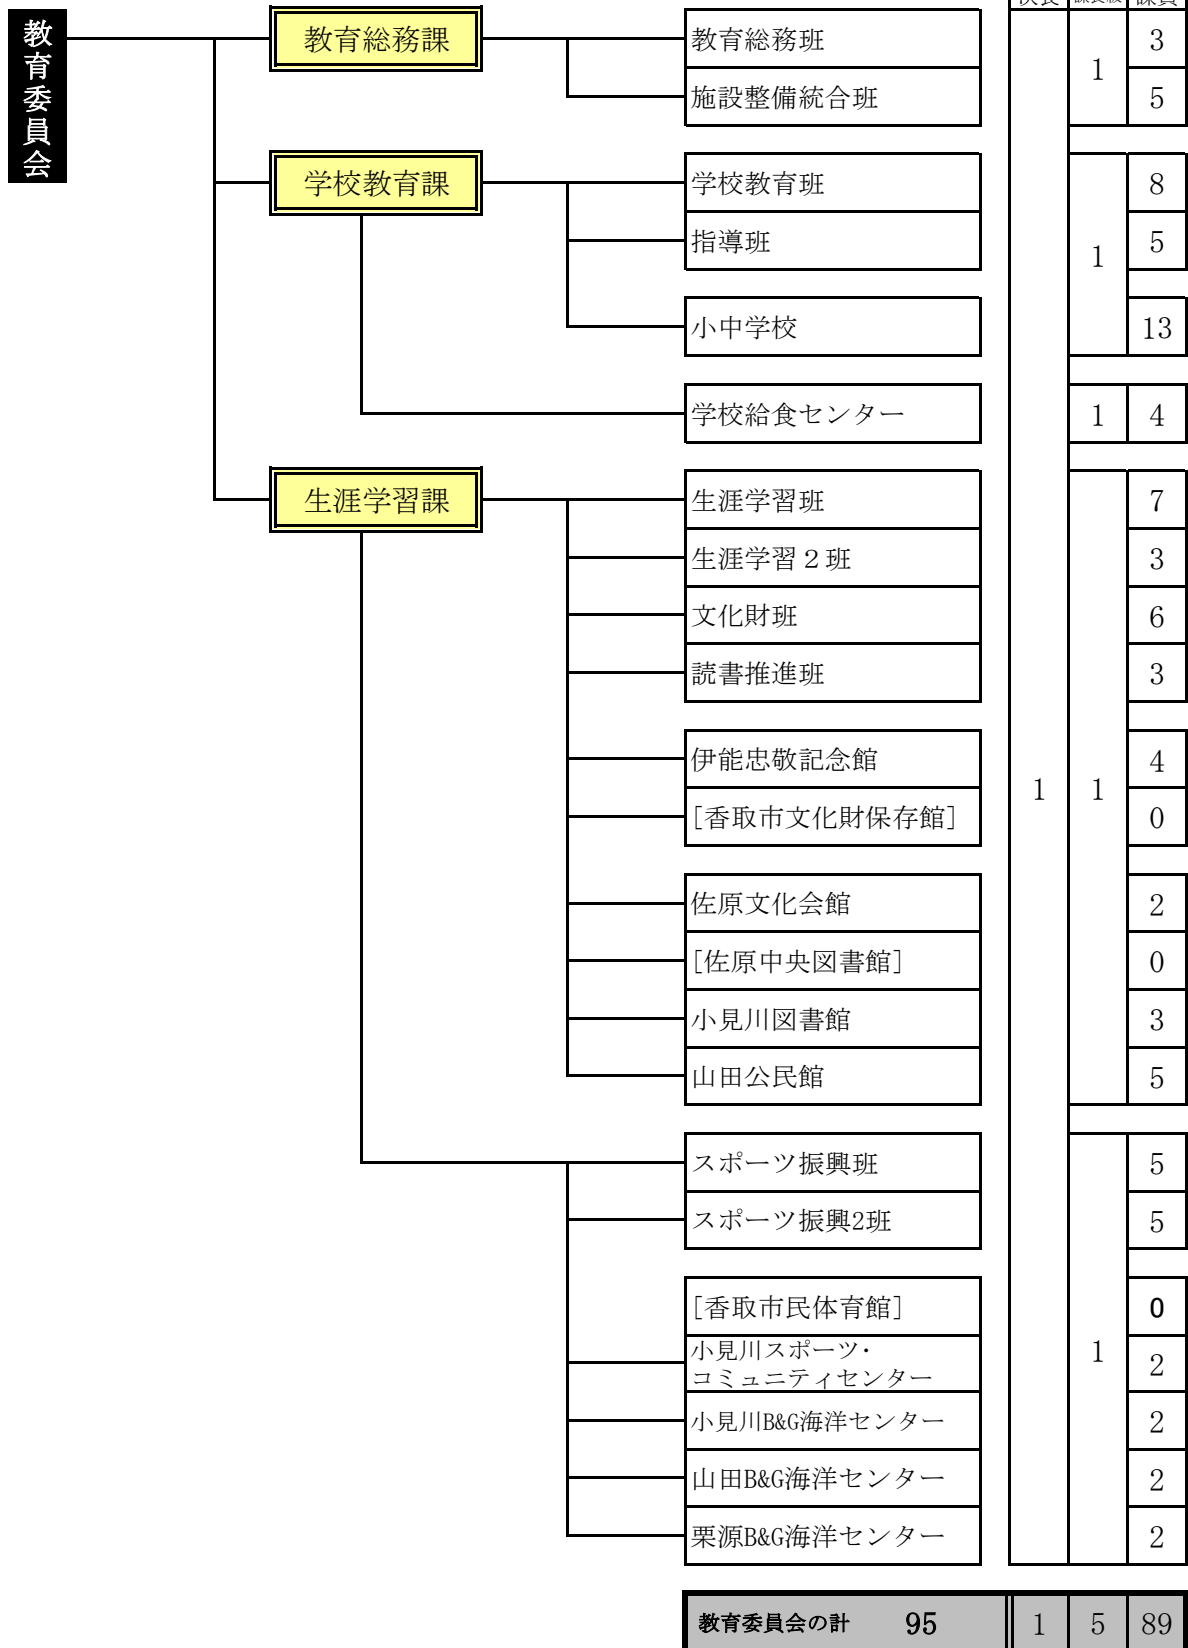 教育委員会
教育総務課
教育総務班
1
3
施設整備統合班
5
学校教育課
学校教育班
1
8
指導班
5
小中学校
13
学校給食センター
1
4
生涯学習課
生涯学習班
7
生涯学習２班
3
文化財班
6
読書推進班
3
伊能忠敬記念館
4
1
1
[香取市文化財保存館]
0
佐原文化会館
2
[佐原中央図書館]
0
小見川図書館
3
山田公民館
5
スポーツ振興班
5
スポーツ振興2班
5
[香取市民体育館]
0
小見川スポーツ・
コミュニティセンター
1
2
小見川B&G海洋センター
2
山田B&G海洋センター
2
栗源B&G海洋センター
2
教育委員会の計 95 1 5 89